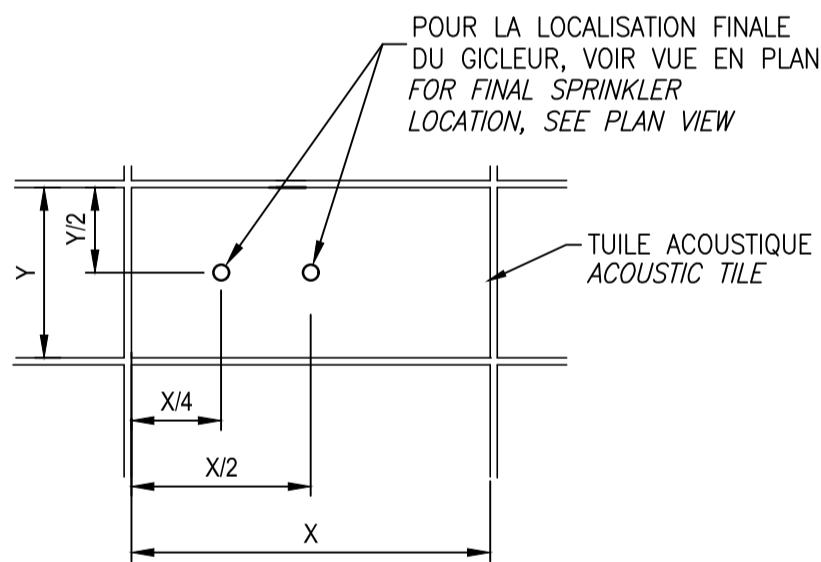 POUR LA LOCALISATION FINALE
DU GICLEUR, VOIR VUE EN PLAN
FOR FINAL SPRINKLER
LOCATION, SEE PLAN VIEW
Y/2
Y
TUILE ACOUSTIQUE
ACOUSTIC TILE
X/4
X/2
X